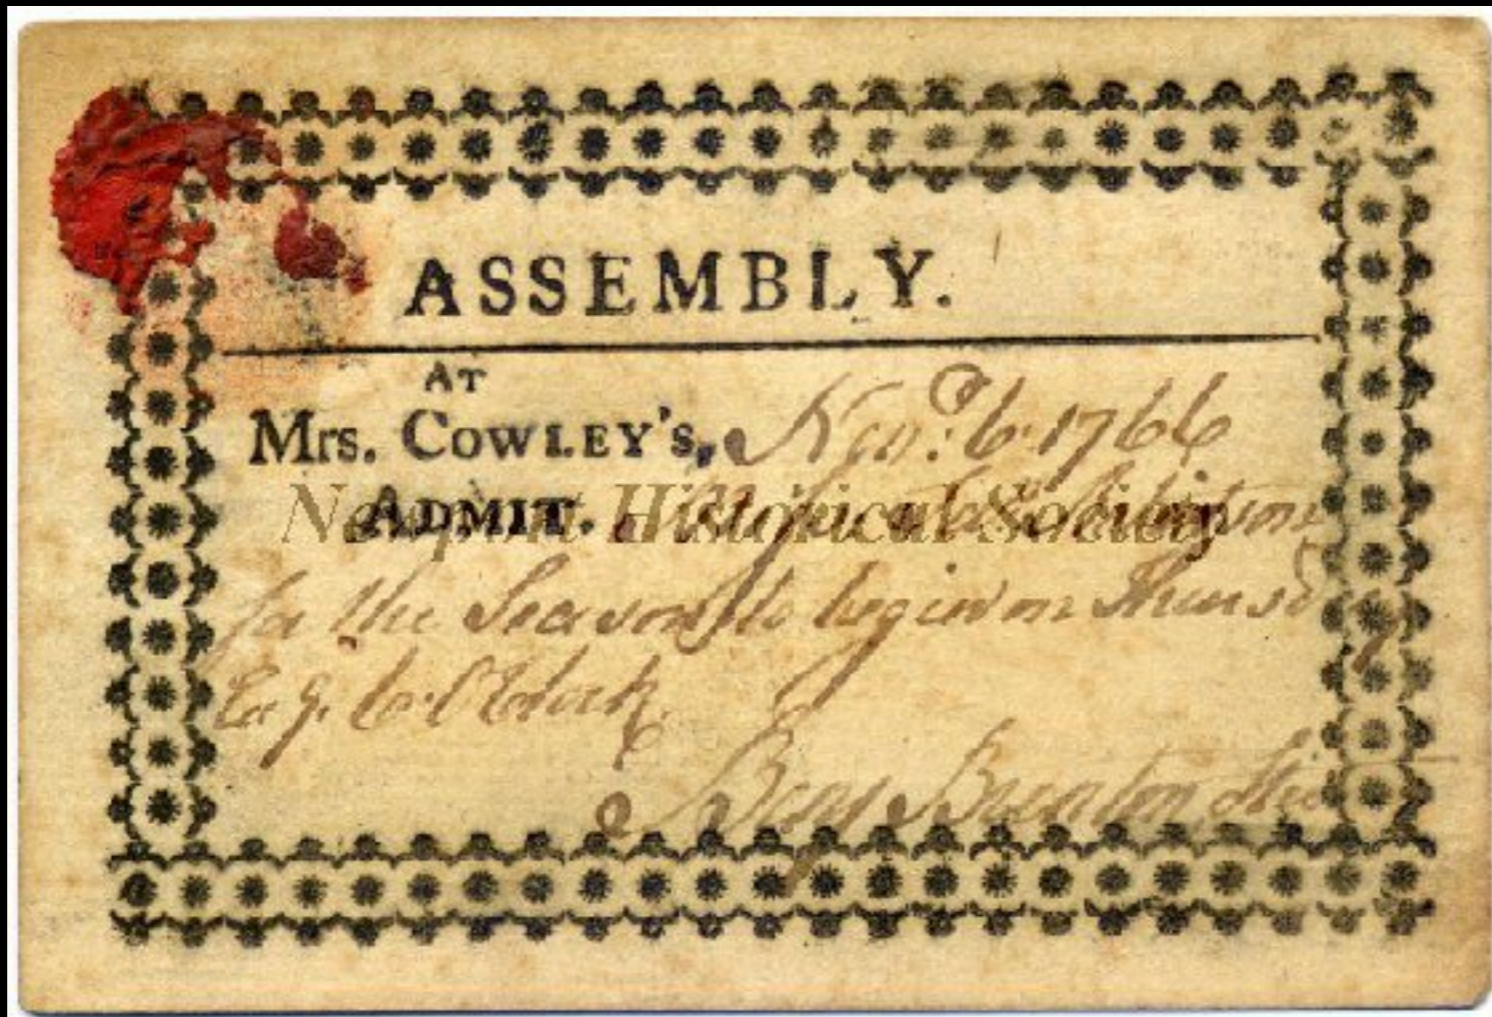 ASSEMBLY.
AT
Mrs. COWLEY'S, Nov.r 6. 1766
ADMIT.
Newport Historical Society
for the Season, to begin on Thursday
6. O'Clock
Benj Brenton